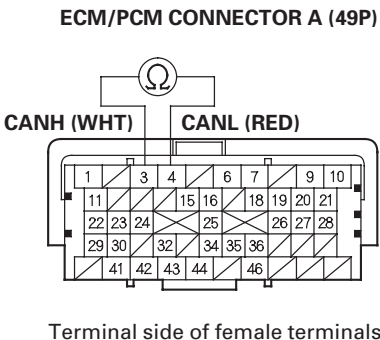 ECM/PCM CONNECTOR A (49P)
Ω
CANH (WHT) CANL (RED)
1 3 4 6 7 9 10
11 15 16 18 19 20 21
22 23 24 25 26 27 28
29 30 32 34 35 36
41 42 43 44 46
Terminal side of female terminals